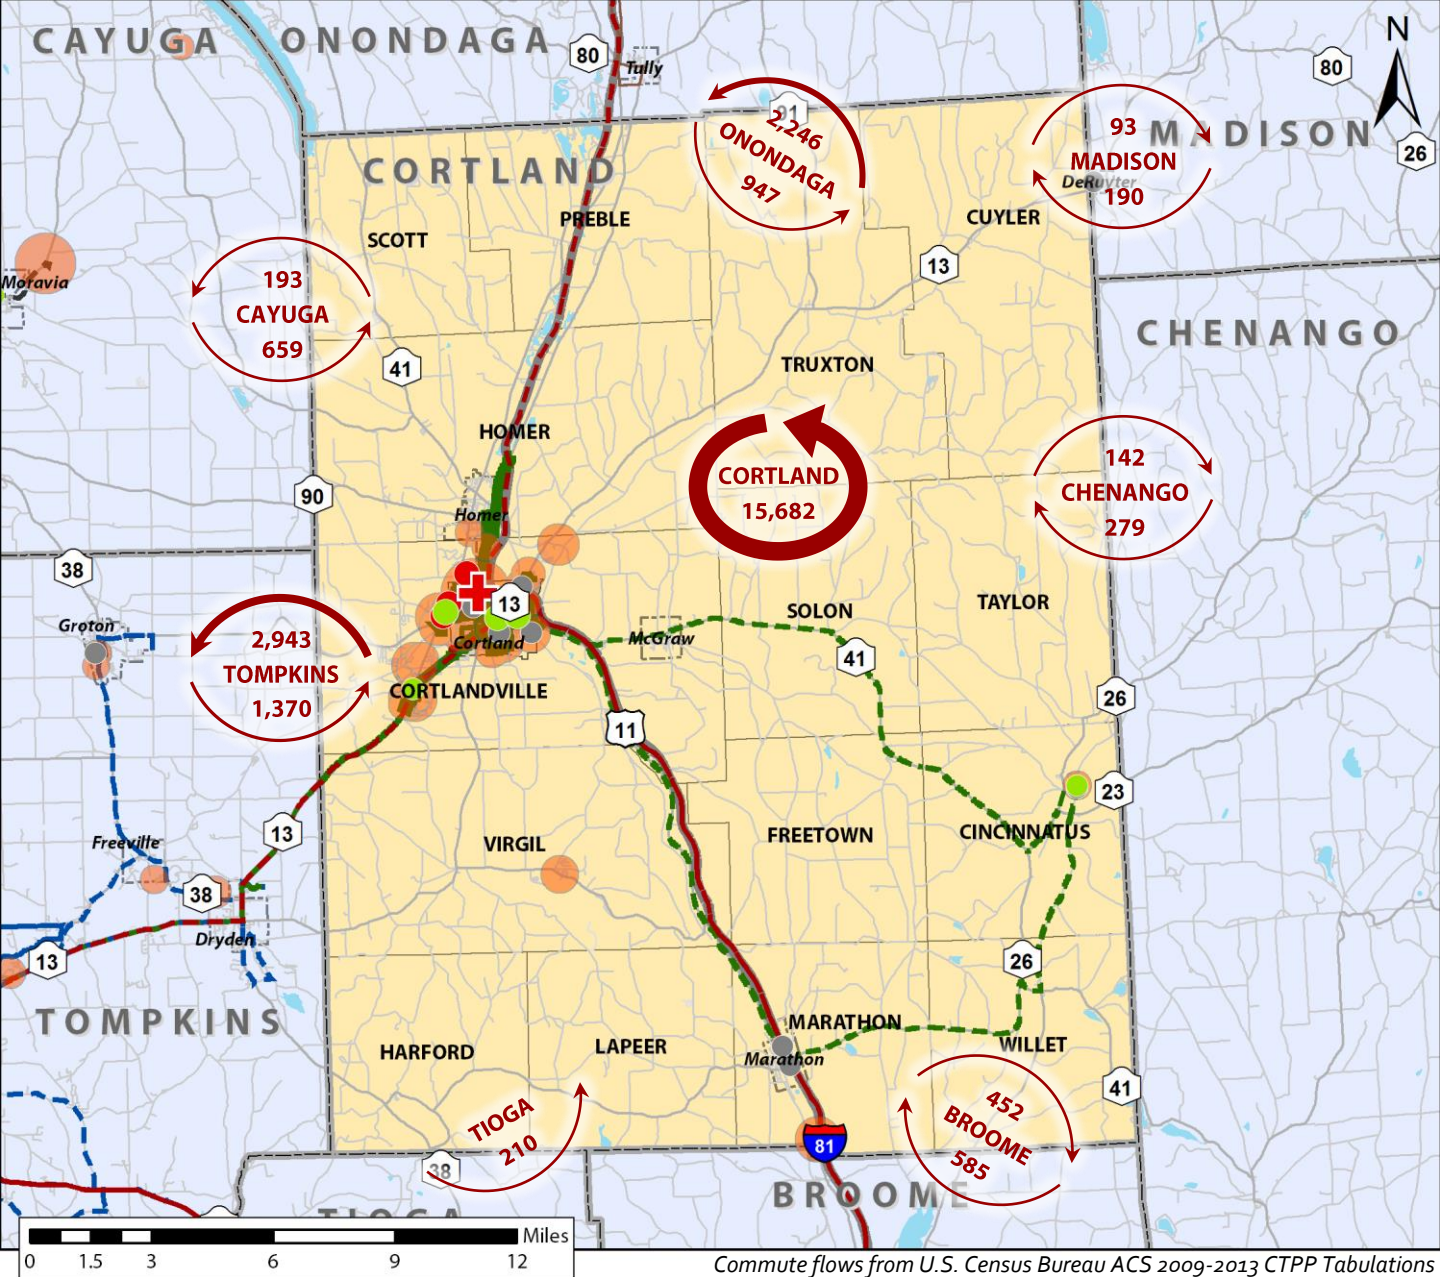 CAYUGA
ONONDAGA
80
Tully
N
80
91
2,246
ONONDAGA
947
93
MADISON
190
MADISON
DeRuyter
26
CORTLAND
PREBLE
SCOTT
CUYLER
13
Moravia
193
CAYUGA
659
41
CHENANGO
TRUXTON
HOMER
CORTLAND
15,682
142
CHENANGO
279
90
Homer
38
13
Groton
Cortland
McGraw
SOLON
TAYLOR
2,943
TOMPKINS
1,370
41
CORTLANDVILLE
26
11
23
13
Freeville
VIRGIL
FREETOWN
CINCINNATUS
38
Dryden
13
26
TOMPKINS
MARATHON
HARFORD
LAPEER
Marathon
WILLET
41
TIOGA
210
452
BROOME
585
81
38
BROOME
TIOGA
Miles
0 1.5 3 6 9 12
Commute flows from U.S. Census Bureau ACS 2009-2013 CTPP Tabulations